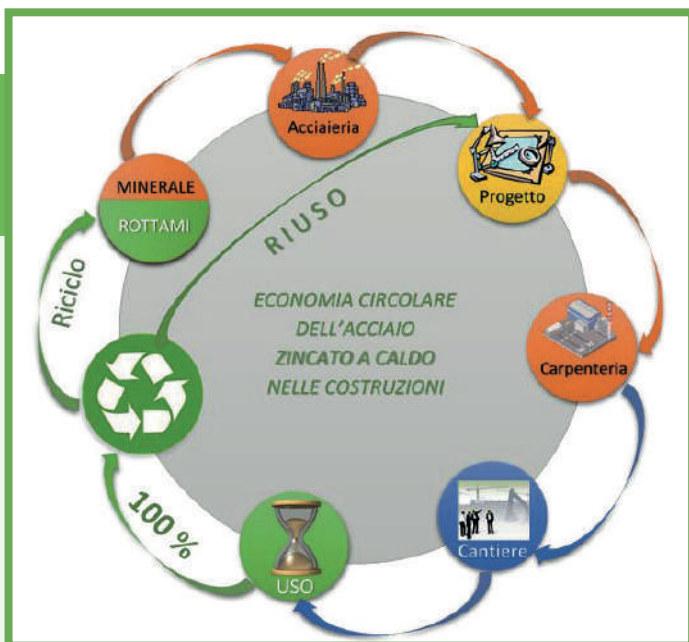 Acciaieria
Progetto
MINERALE
ROTTAMI
RIUSO
Riciclo
ECONOMIA CIRCOLARE
DELL'ACCIAIO
ZINCATO A CALDO
NELLE COSTRUZIONI
Carpenteria
100 %
Cantiere
USO